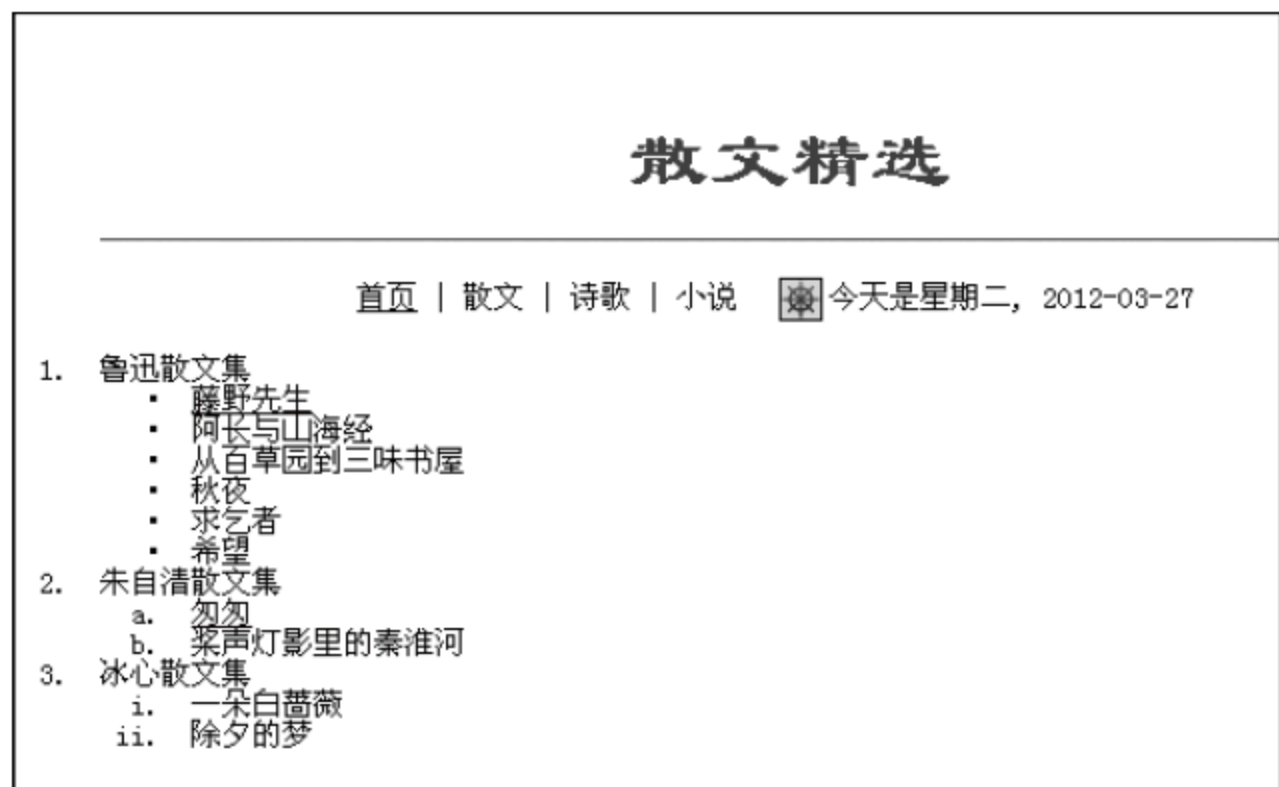 散文精选
首页 | 散文 | 诗歌 | 小说 今天是星期二, 2012-03-27
1. 鲁迅散文集
▪ 藤野先生
▪ 阿长与山海经
▪ 从百草园到三味书屋
▪ 秋夜
▪ 求乞者
▪ 希望
2. 朱自清散文集
a. 匆匆
b. 桨声灯影里的秦淮河
3. 冰心散文集
i. 一朵白蔷薇
ii. 除夕的梦